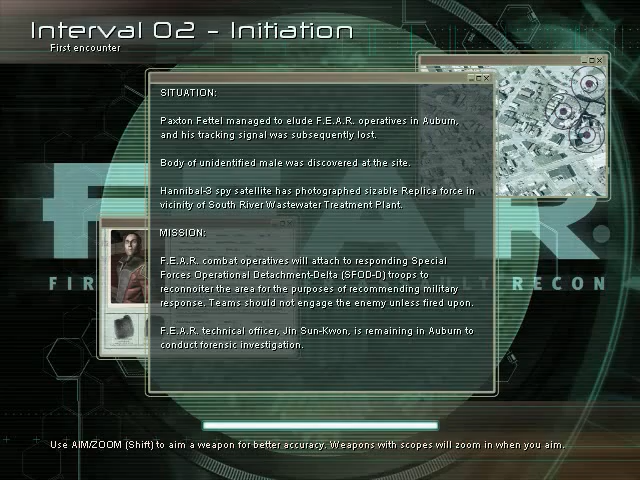 Interval 02 - Initiation
First encounter
SITUATION:
Paxton Fettel managed to elude F.E.A.R. operatives in Auburn,
and his tracking signal was subsequently lost.
Body of unidentified male was discovered at the site.
Hannibal-3 spy satellite has photographed sizable Replica force in
vicinity of South River Wastewater Treatment Plant.
MISSION:
F.E.A.R. combat operatives will attach to responding Special
Forces Operational Detachment-Delta (SFOD-D) troops to
reconnoiter the area for the purposes of recommending military
response. Teams should not engage the enemy unless fired upon.
F.E.A.R. technical officer, Jin Sun-Kwon, is remaining in Auburn to
conduct forensic investigation.
F.E.A.R.
RECON
Use AIM/ZOOM (Shift) to aim a weapon for better accuracy. Weapons with scopes will zoom in when you aim.